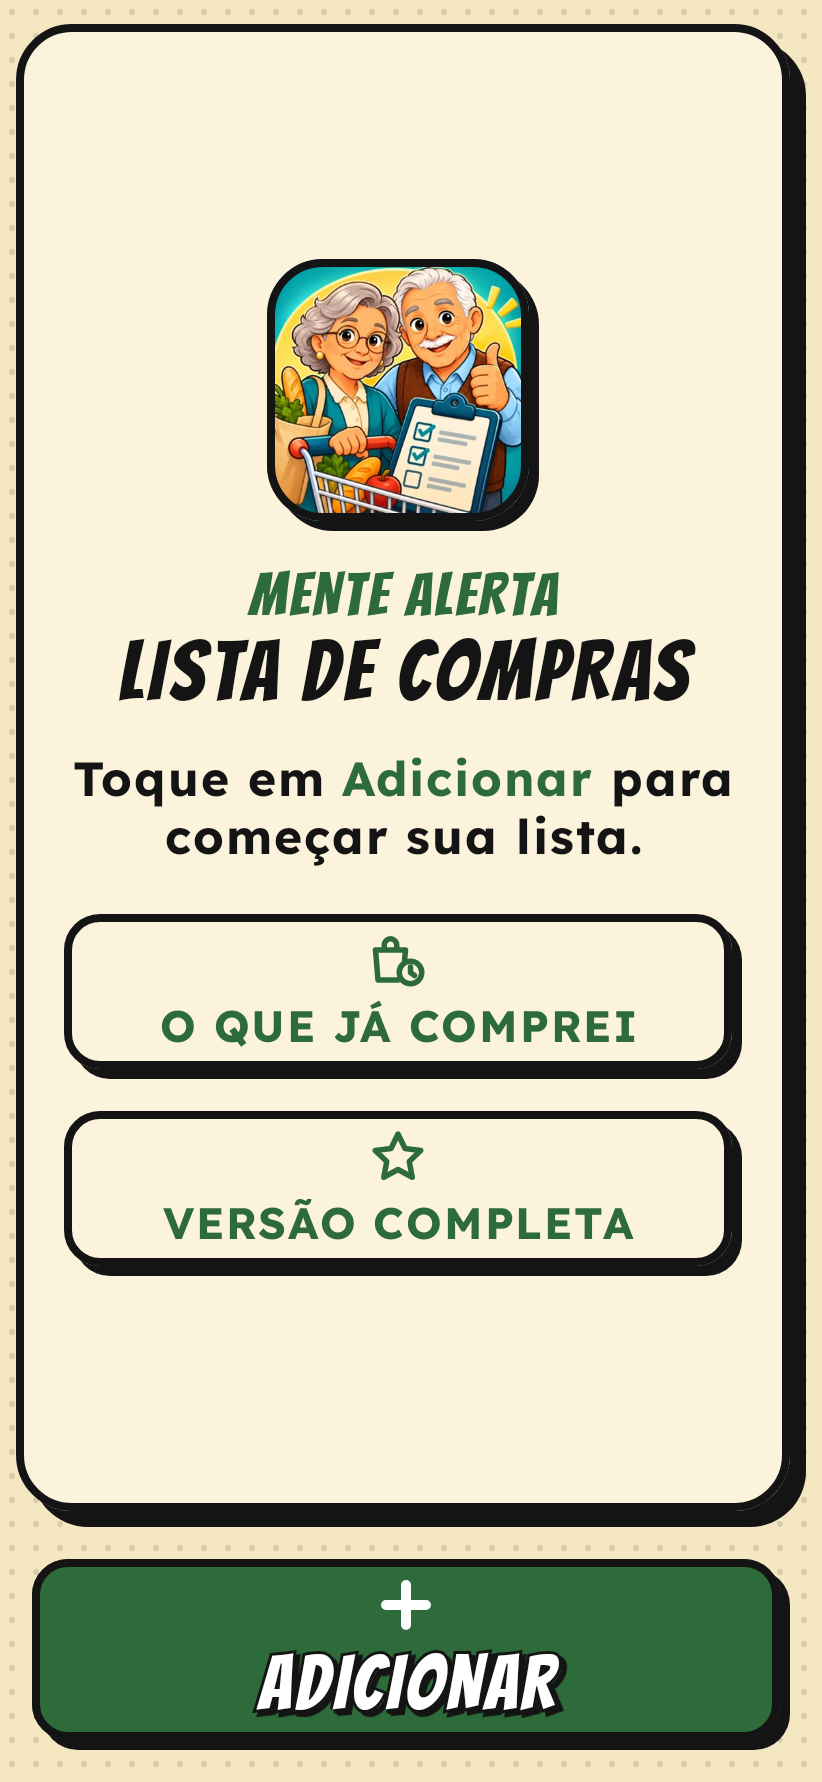 MENTE ALERTA
LISTA DE COMPRAS
Toque em Adicionar para
começar sua lista.
O QUE JÁ COMPREI
VERSÃO COMPLETA
ADICIONAR